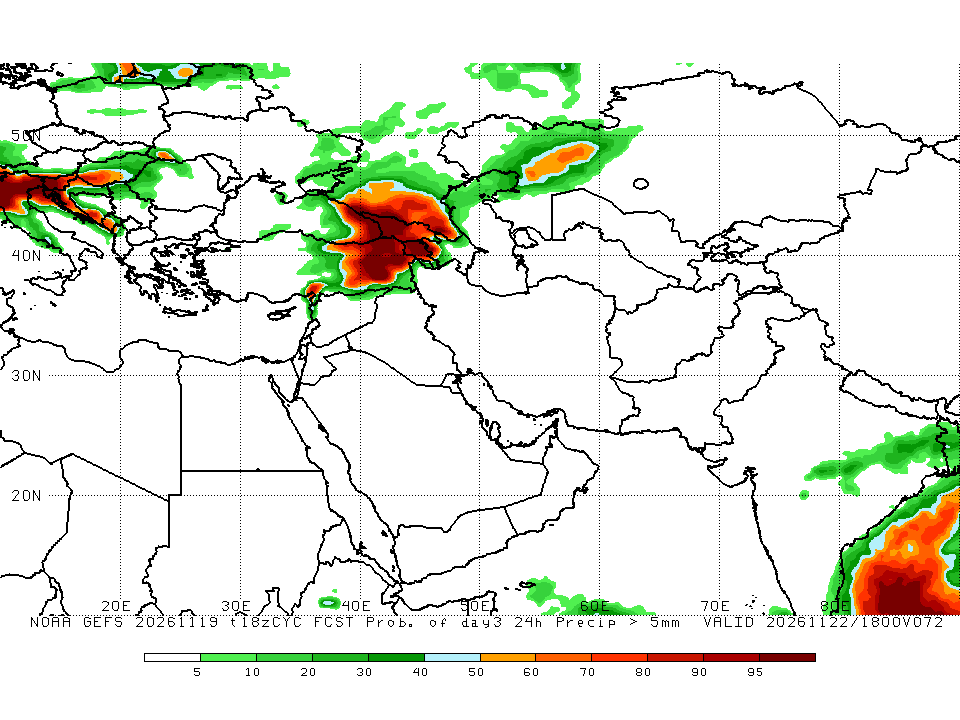 50N
40N
30N
20N
20E 30E 40E 50E 60E 70E 80E
NOAA GEFS 20261119 t18zCYC FCST Prob. of day3 24h Precip > 5mm VALID 20261122/1800V072
5 10 20 30 40 50 60 70 80 90 95